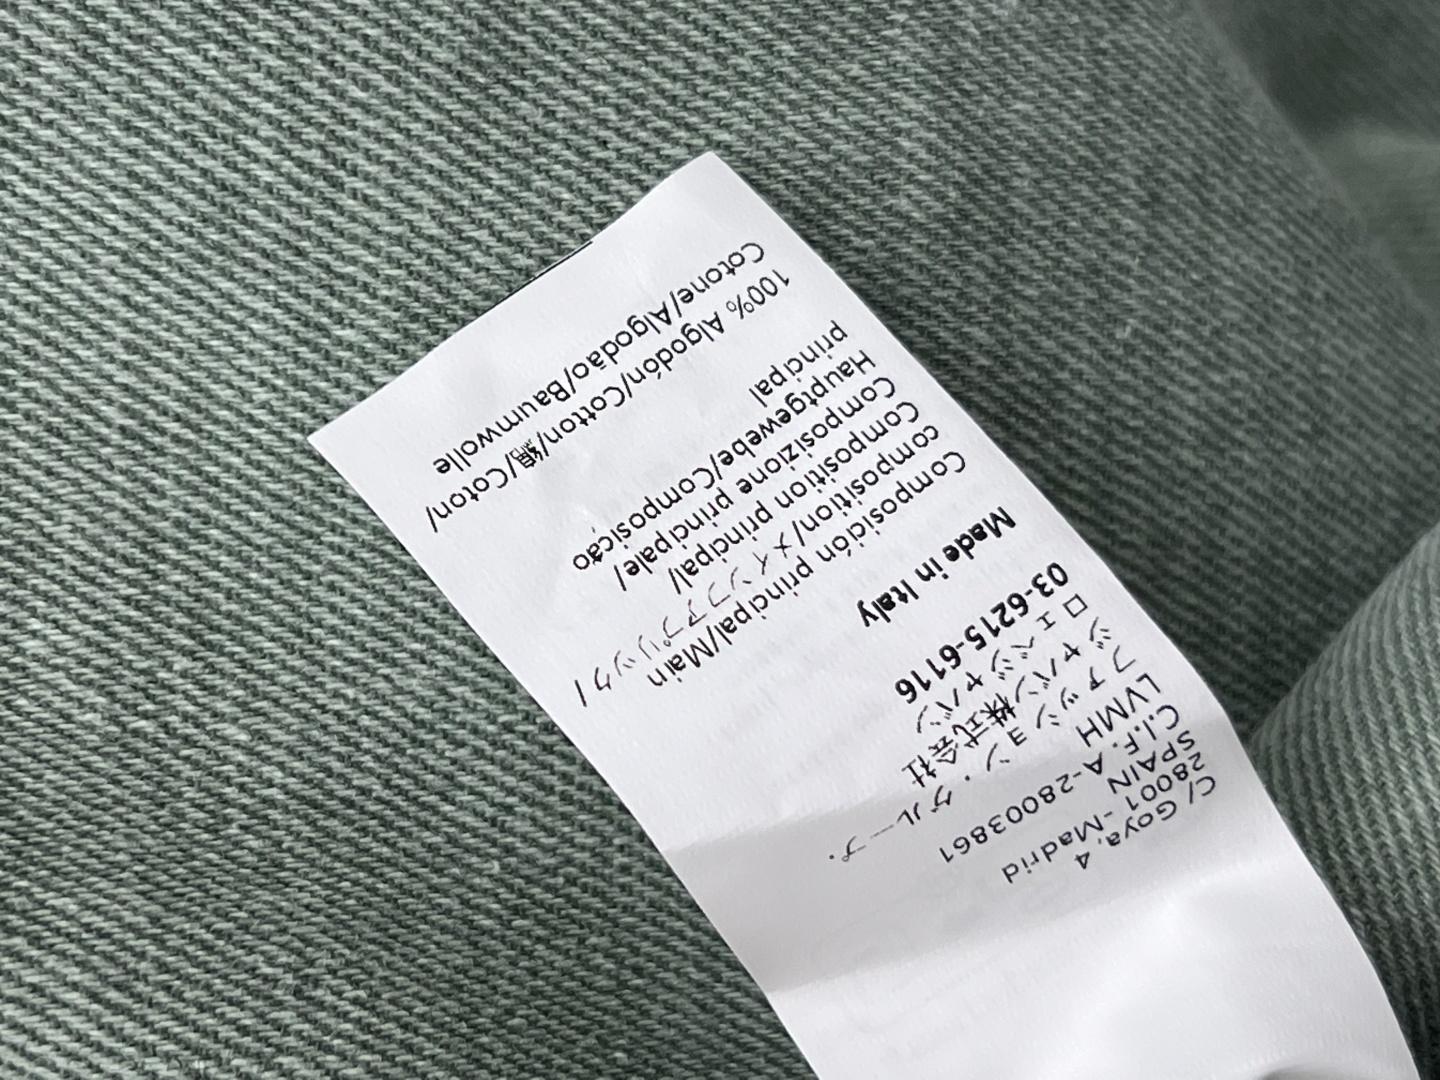 C/ Goya, 4
28001 -Madrid
SPAIN
C.I.F. A -28003861
LVMH
ファッション・グループ・
ジャパン株式会社
ロエベジャパン
03-6215-6116
Made in Italy
Composición principal/Main
composition/メインファブリック/
Composition principal/
Composizione principale/
Hauptgewebe/Composição
principal
100% Algodón/Cotton/綿/Coton/
Cotone/Algodão/Baumwolle